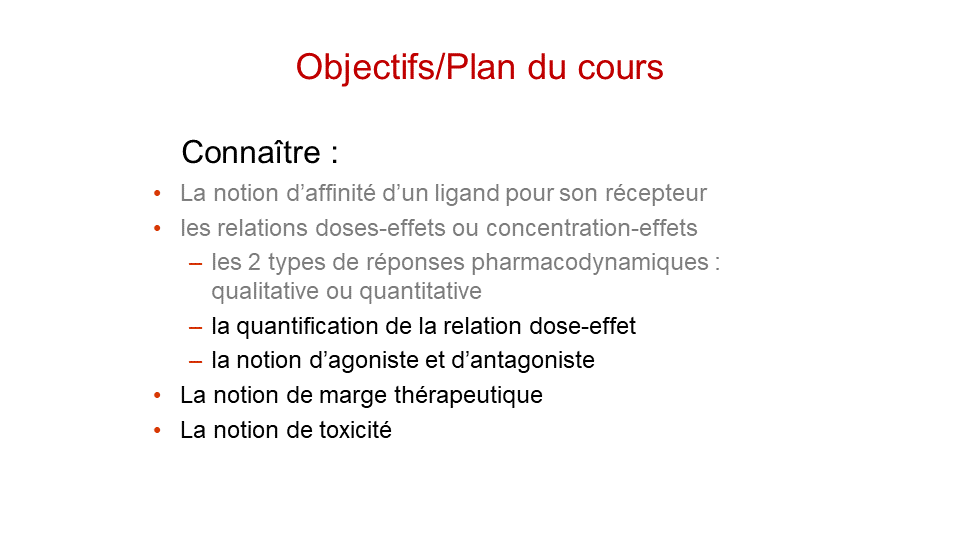 Objectifs/Plan du cours
Connaître :
• La notion d’affinité d’un ligand pour son récepteur
• les relations doses-effets ou concentration-effets
– les 2 types de réponses pharmacodynamiques :
qualitative ou quantitative
– la quantification de la relation dose-effet
– la notion d’agoniste et d’antagoniste
• La notion de marge thérapeutique
• La notion de toxicité